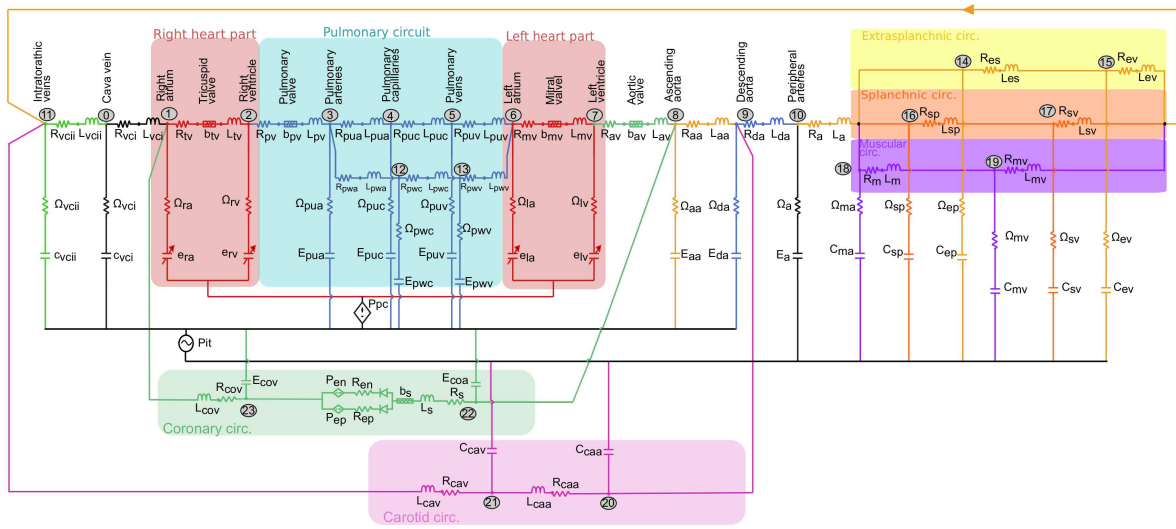 Right heart part
Pulmonary circuit
Left heart part
Extrasplanchnic circ.
Splanchnic circ.
Muscular circ.
Intratorathic veins
Cava vein
Right atrium
Tricuspid valve
Right ventricle
Pulmonary valve
Pulmonary arteries
Pulmonary capilliaries
Pulmonary veins
Left atrium
Mitral valve
Left ventricle
Aortic valve
Ascending aorta
Descending aorta
Peripheral arteries
14 Res Les 15 Rev Lev
16 Rsp Lsp 17 Rsv Lsv
18 Rm Lm 19 Rmv Lmv
11 0 1 2 3 4 5 6 7 8 9 10
Rvcii Lvcii Rvci Lvci Rtv btv Ltv Rpv bpv Lpv Rpua Lpua Rpuc Lpuc Rpuv Lpuv Rmv bmv Lmv Rav bav Lav Raa Laa Rda Lda Ra La
12 13
Rpwa Lpwa Rpwc Lpwc Rpwv Lpwv
Ωvcii Ωvci Ωra Ωrv Ωpua Ωpuc Ωpuv Ωla Ωlv Ωaa Ωda Ωa Ωma Ωsp Ωep
Ωpwc Ωpwv Ωmv Ωsv Ωev
cvcii cvci era erv Epua Epuc Epuv ela elv Eaa Eda Ea Cma Csp Cep
Epwc Epwv Cmv Csv Cev
Ppc
Pit
Ecov Ecoa
Rcov Lcov 23 Pen Ren Pep Rep bs Ls Rs 22
Coronary circ.
Ccav Ccaa
Rcav Lcav 21 Rcaa Lcaa 20
Carotid circ.